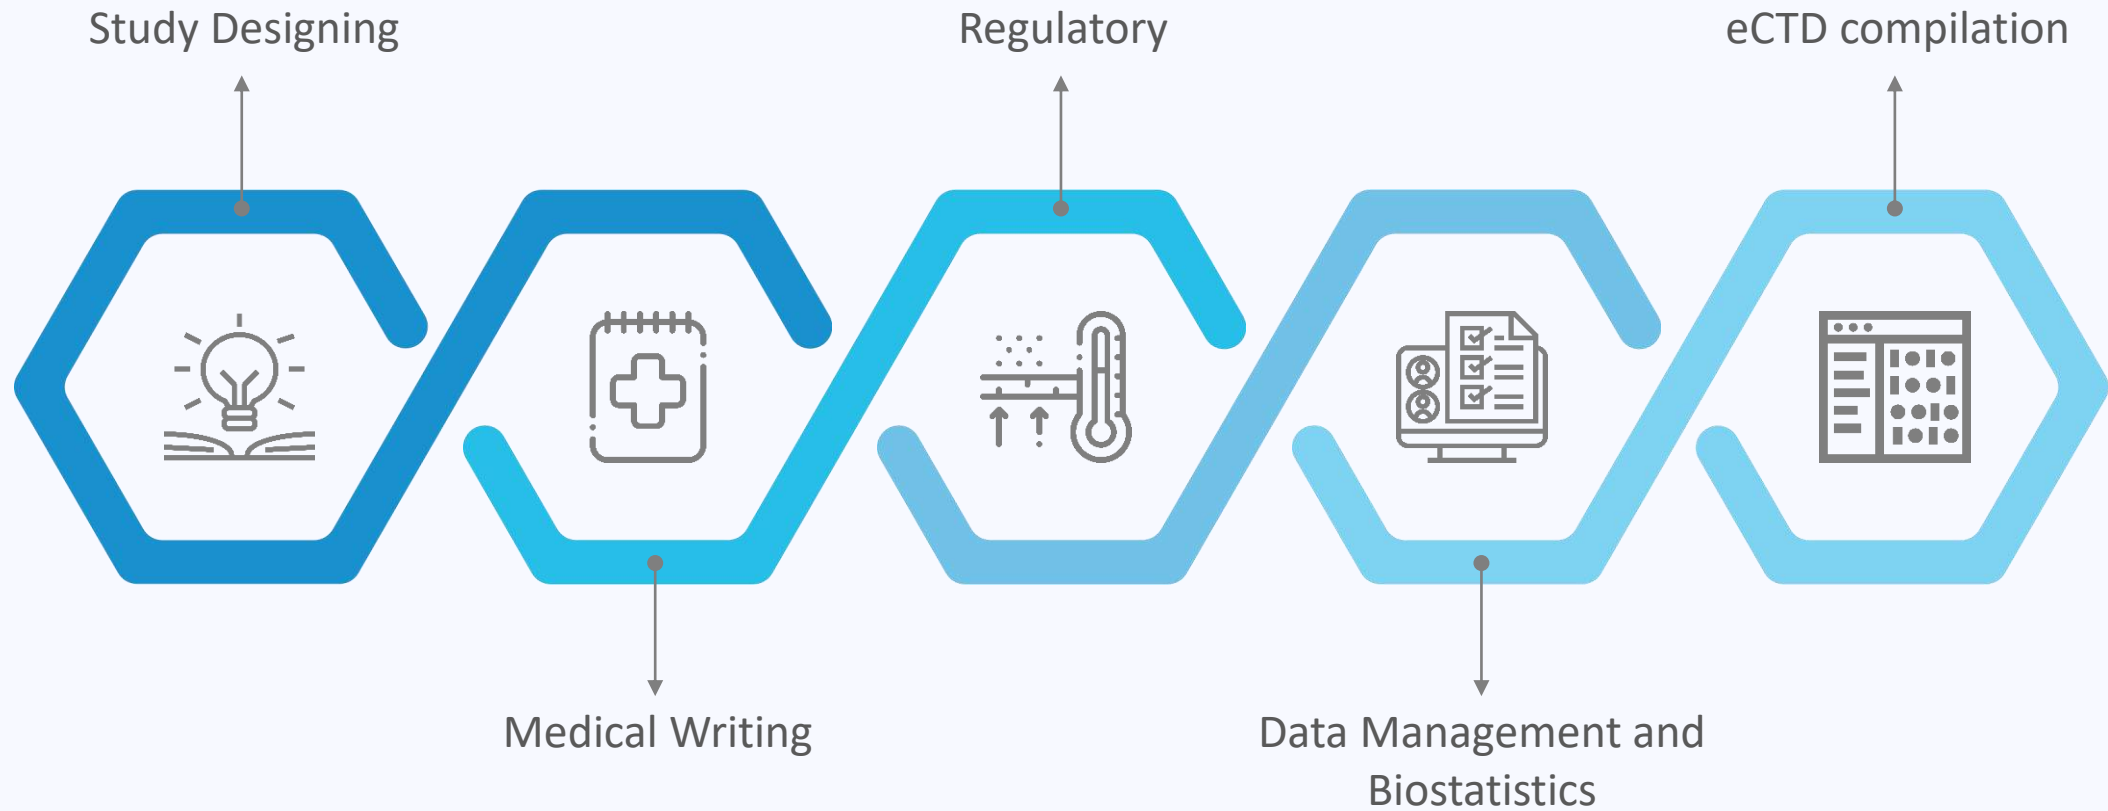 Study Designing
Regulatory
eCTD compilation
Medical Writing
Data Management and
Biostatistics